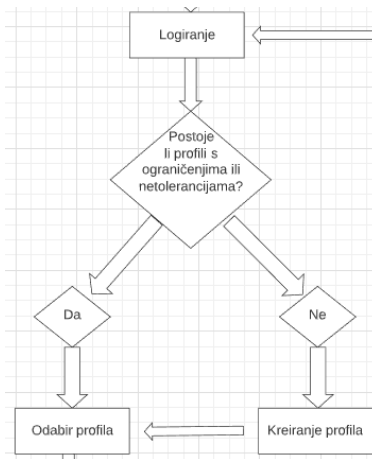 Logiranje
Postoje
li profili s
ograničenjima ili
netolerancijama?
Da
Ne
Odabir profila
Kreiranje profila